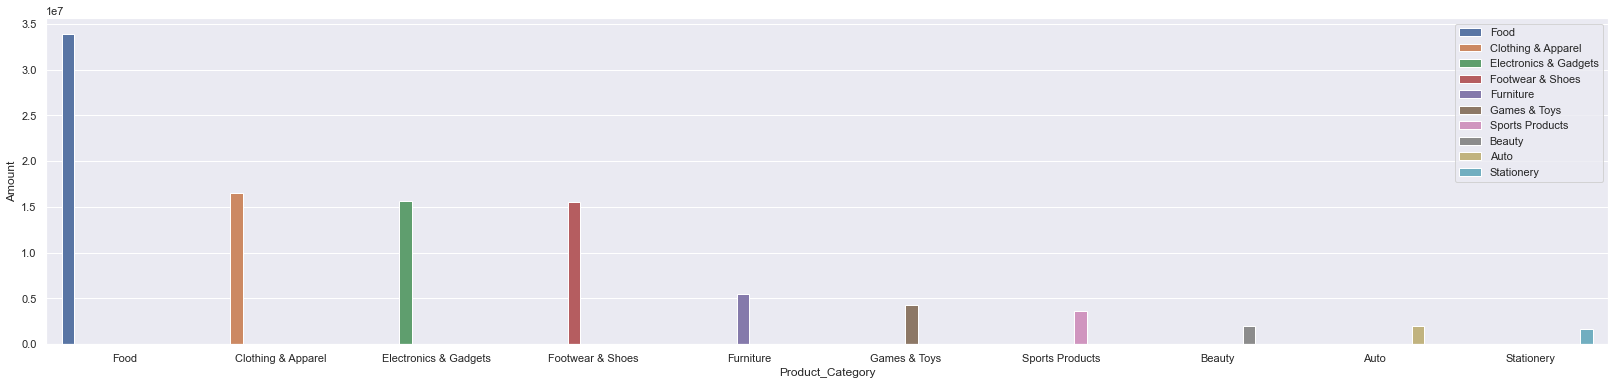 1e7
3.5
3.0
2.5
2.0
1.5
1.0
0.5
0.0
Amount
Food
Clothing & Apparel
Electronics & Gadgets
Footwear & Shoes
Furniture
Games & Toys
Sports Products
Beauty
Auto
Stationery
Food Clothing & Apparel Electronics & Gadgets Footwear & Shoes Furniture Games & Toys Sports Products Beauty Auto Stationery
Product_Category